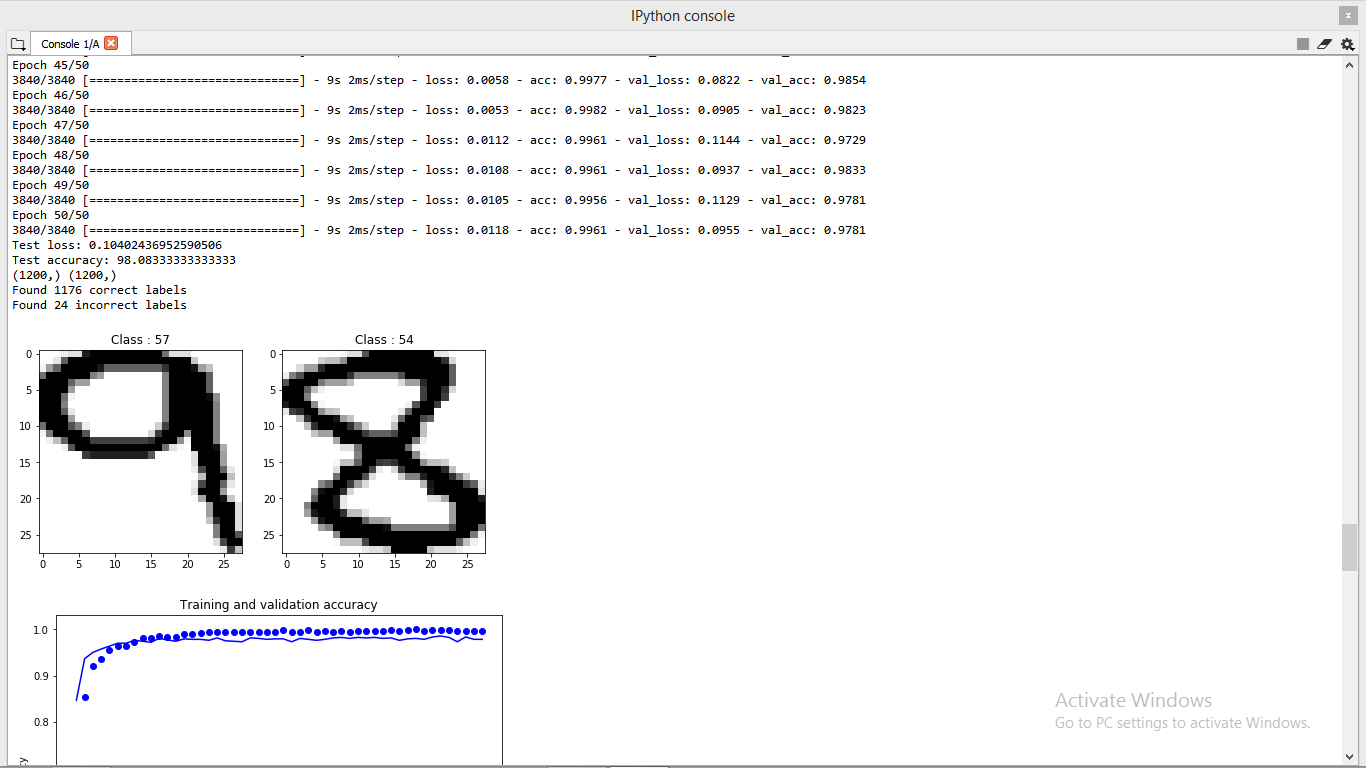 IPython console
Console 1/A
Epoch 45/50
3840/3840 [==============================] - 9s 2ms/step - loss: 0.0058 - acc: 0.9977 - val_loss: 0.0822 - val_acc: 0.9854
Epoch 46/50
3840/3840 [==============================] - 9s 2ms/step - loss: 0.0053 - acc: 0.9982 - val_loss: 0.0905 - val_acc: 0.9823
Epoch 47/50
3840/3840 [==============================] - 9s 2ms/step - loss: 0.0112 - acc: 0.9961 - val_loss: 0.1144 - val_acc: 0.9729
Epoch 48/50
3840/3840 [==============================] - 9s 2ms/step - loss: 0.0108 - acc: 0.9961 - val_loss: 0.0937 - val_acc: 0.9833
Epoch 49/50
3840/3840 [==============================] - 9s 2ms/step - loss: 0.0105 - acc: 0.9956 - val_loss: 0.1129 - val_acc: 0.9781
Epoch 50/50
3840/3840 [==============================] - 9s 2ms/step - loss: 0.0118 - acc: 0.9961 - val_loss: 0.0955 - val_acc: 0.9781
Test loss: 0.10402436952590506
Test accuracy: 98.08333333333333
(1200,) (1200,)
Found 1176 correct labels
Found 24 incorrect labels
Class : 57
0
5
10
15
20
25
0 5 10 15 20 25
9
Class : 54
0
5
10
15
20
25
0 5 10 15 20 25
8
Training and validation accuracy
1.0
0.9
0.8
Activate Windows
Go to PC settings to activate Windows.